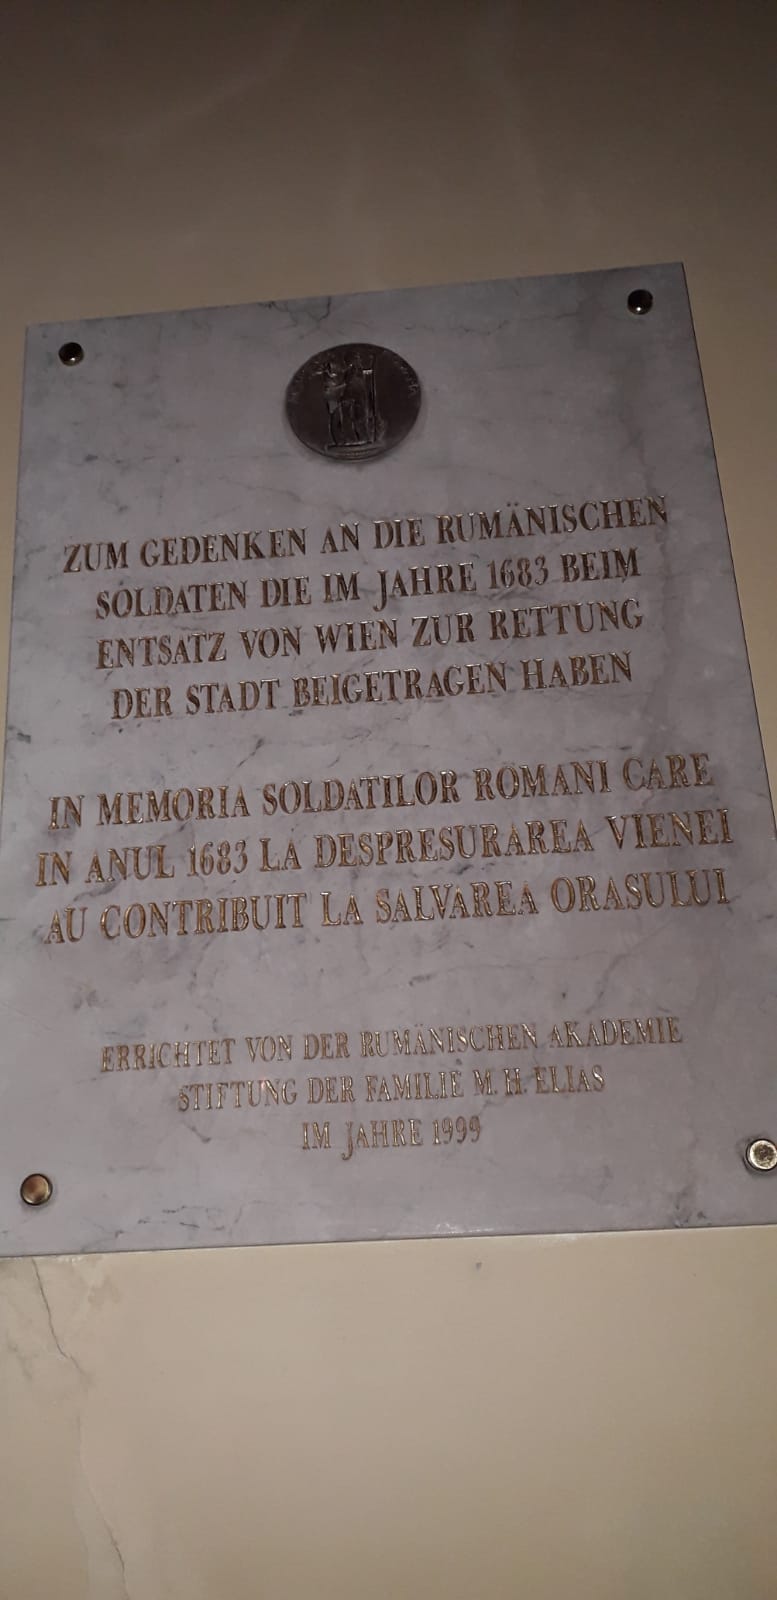 ZUM GEDENKEN AN DIE RUMÄNISCHEN
SOLDATEN DIE IM JAHRE 1683 BEIM
ENTSATZ VON WIEN ZUR RETTUNG
DER STADT BEIGETRAGEN HABEN
IN MEMORIA SOLDATILOR ROMANI CARE
IN ANUL 1683 LA DESPRESURAREA VIENEI
AU CONTRIBUIT LA SALVAREA ORASULUI
ERRICHTET VON DER RUMÄNISCHEN AKADEMIE
STIFTUNG DER FAMILIE M. H. ELIAS
IM JAHRE 1999